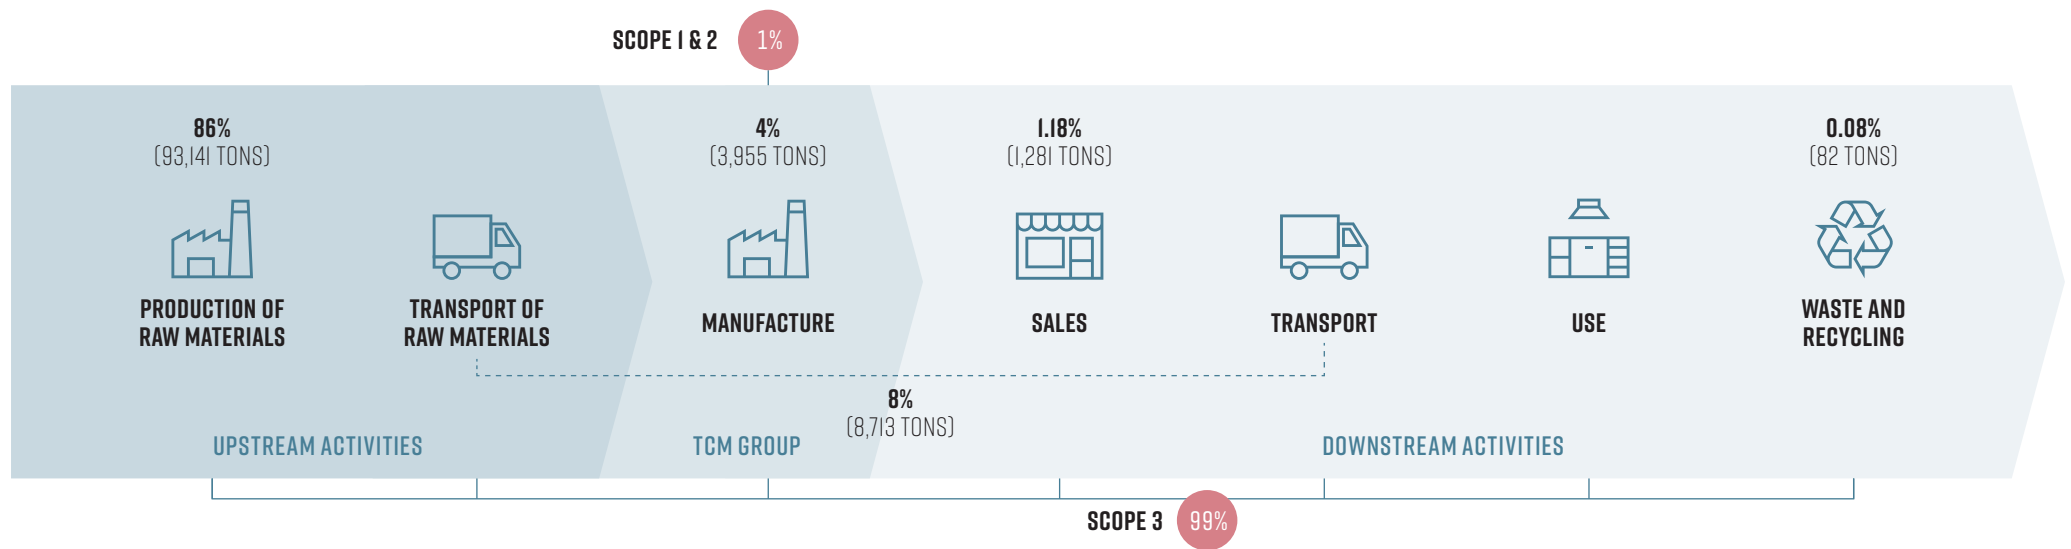 SCOPE 1 & 2 1%
86%
(93,141 TONS)
4%
(3,955 TONS)
1.18%
(1,281 TONS)
0.08%
(82 TONS)
PRODUCTION OF
RAW MATERIALS
TRANSPORT OF
RAW MATERIALS
MANUFACTURE
SALES
TRANSPORT
USE
WASTE AND
RECYCLING
8%
(8,713 TONS)
UPSTREAM ACTIVITIES
TCM GROUP
DOWNSTREAM ACTIVITIES
SCOPE 3 99%